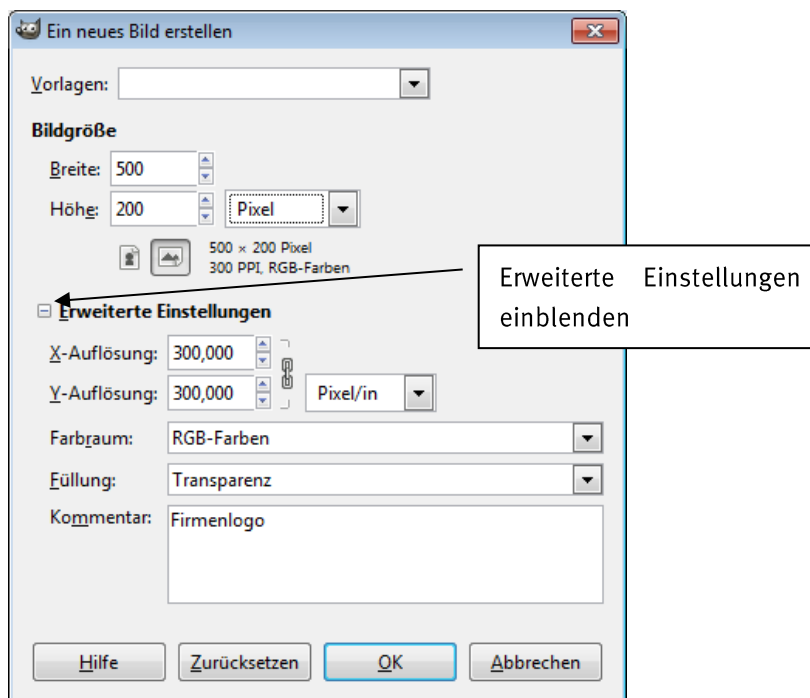 Ein neues Bild erstellen
Vorlagen:
Bildgröße
Breite: 500
Höhe: 200 Pixel
500 × 200 Pixel
300 PPI, RGB-Farben
Erweiterte Einstellungen
einblenden
Erweiterte Einstellungen
X-Auflösung: 300,000
Y-Auflösung: 300,000 Pixel/in
Farbraum: RGB-Farben
Füllung: Transparenz
Kommentar: Firmenlogo
Hilfe Zurücksetzen OK Abbrechen